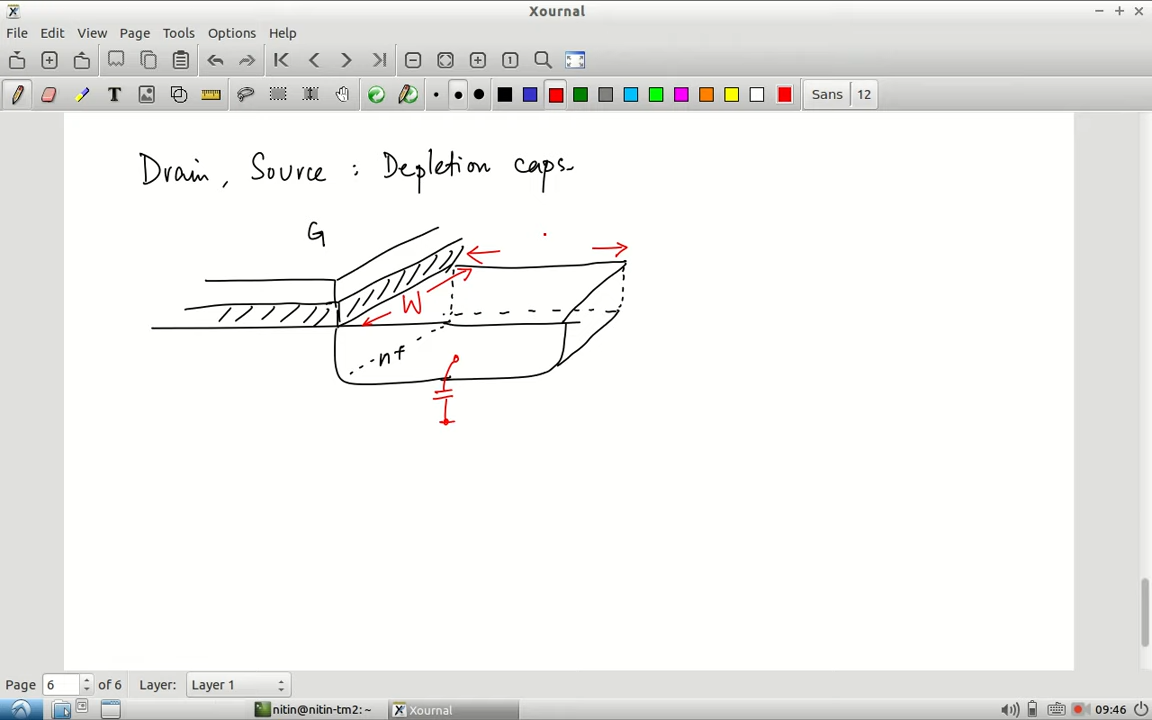 Xournal
File Edit View Page Tools Options Help
Sans 12
Drain, Source : Depletion caps.
G
W
n+
Page 6 of 6 Layer: Layer 1
nitin@nitin-tm2: ~ Xournal 09:46